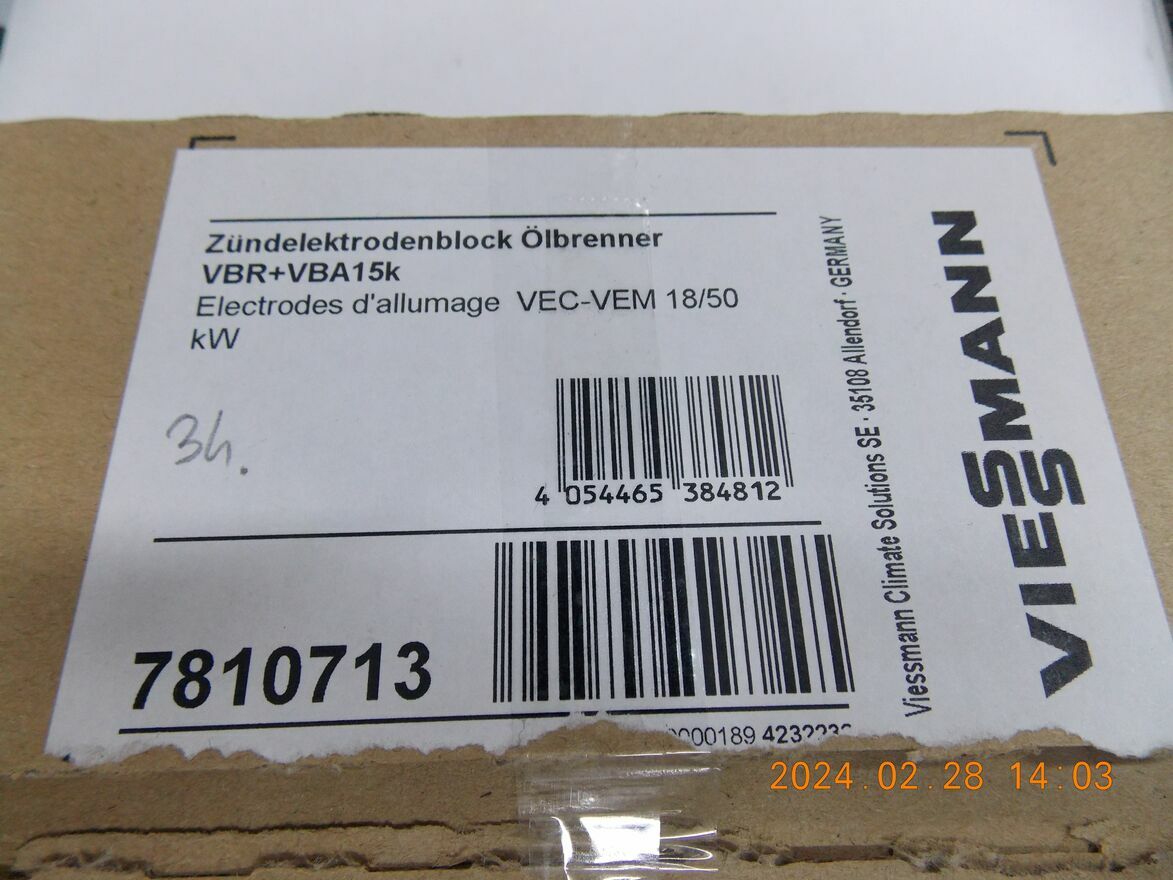 Zündelektrodenblock Ölbrenner
VBR+VBA15k
Electrodes d'allumage VEC-VEM 18/50
kW
34.
4 054465 384812
7810713
Viessmann Climate Solutions SE · 35108 Allendorf · GERMANY
VIESSMANN
2024.02.28 14:03